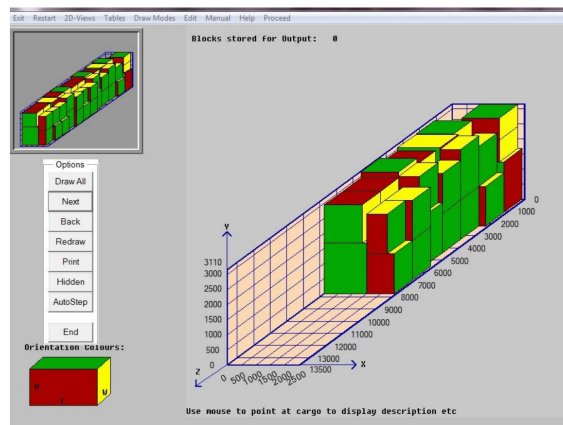 Exit Restart 2D-Views Tables Draw Modes Edit Manual Help Proceed
Blocks stored for Output: 0
Options
Draw All
Next
Back
Redraw
Print
Hidden
AutoStep
End
Orientation Colours:
H
L
W
Y
3110
3000
2500
2000
1500
1000
500
0
Z
0 500 1000 1500 2000 2500
X
13500
13000
12000
11000
10000
9000
8000
7000
6000
5000
4000
3000
2000
1000
0
Use mouse to point at cargo to display description etc